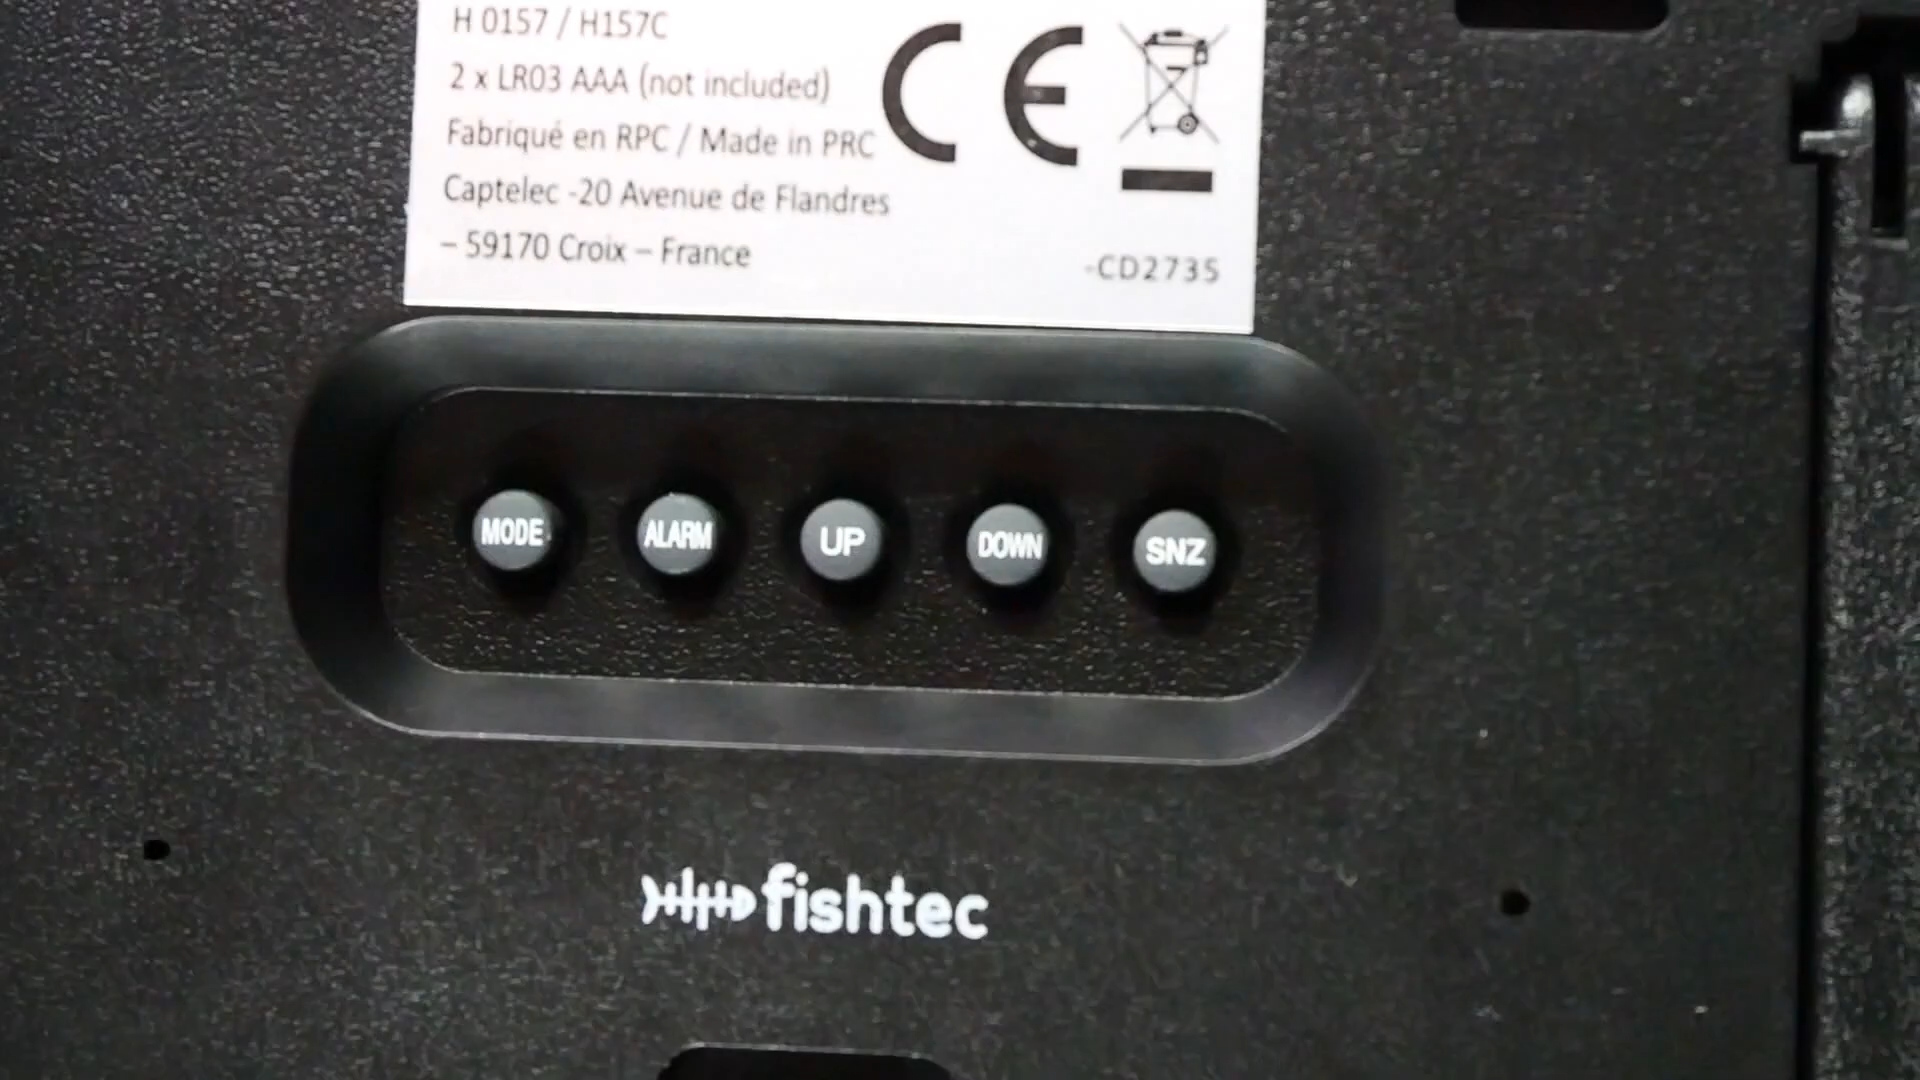 H 0157 / H157C
2 x LR03 AAA (not included)
Fabriqué en RPC / Made in PRC
Captelec -20 Avenue de Flandres
– 59170 Croix – France
CE
-CD2735
MODE ALARM UP DOWN SNZ
fishtec